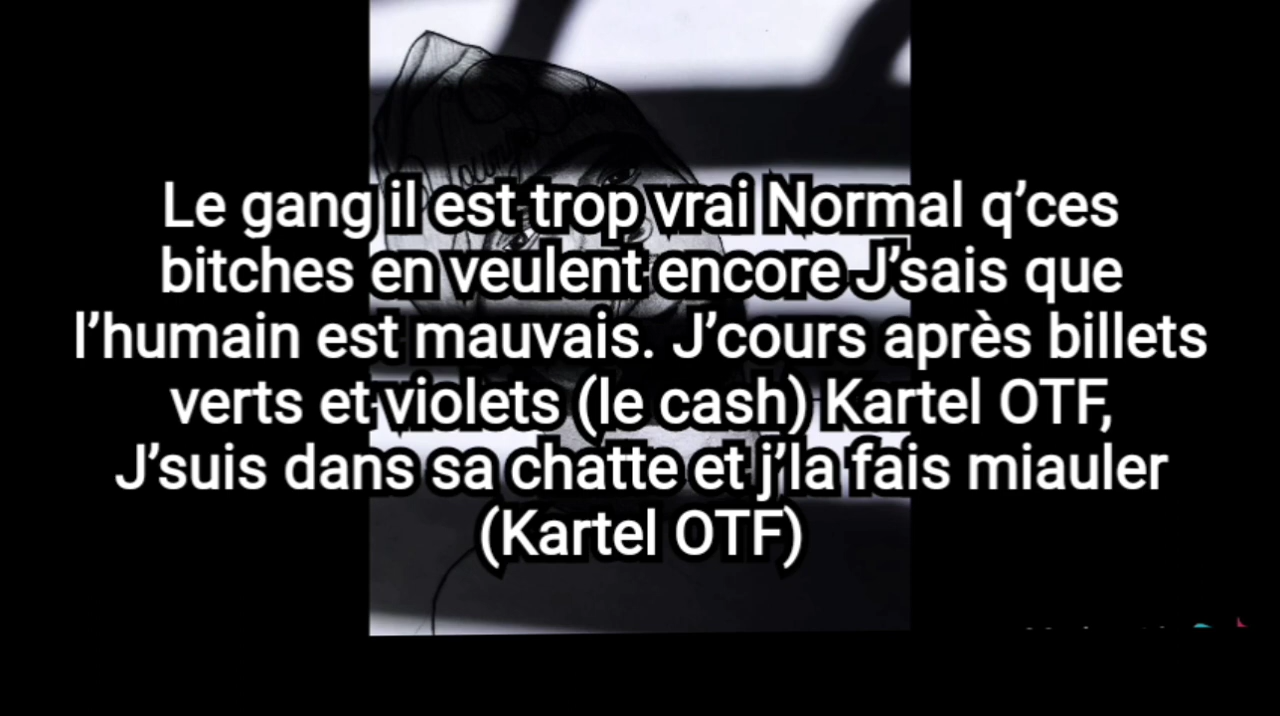 Le gang il est trop vrai Normal q’ces
bitches en veulent encore J’sais que
l’humain est mauvais. J’cours après billets
verts et violets (le cash) Kartel OTF,
J’suis dans sa chatte et j’la fais miauler
(Kartel OTF)